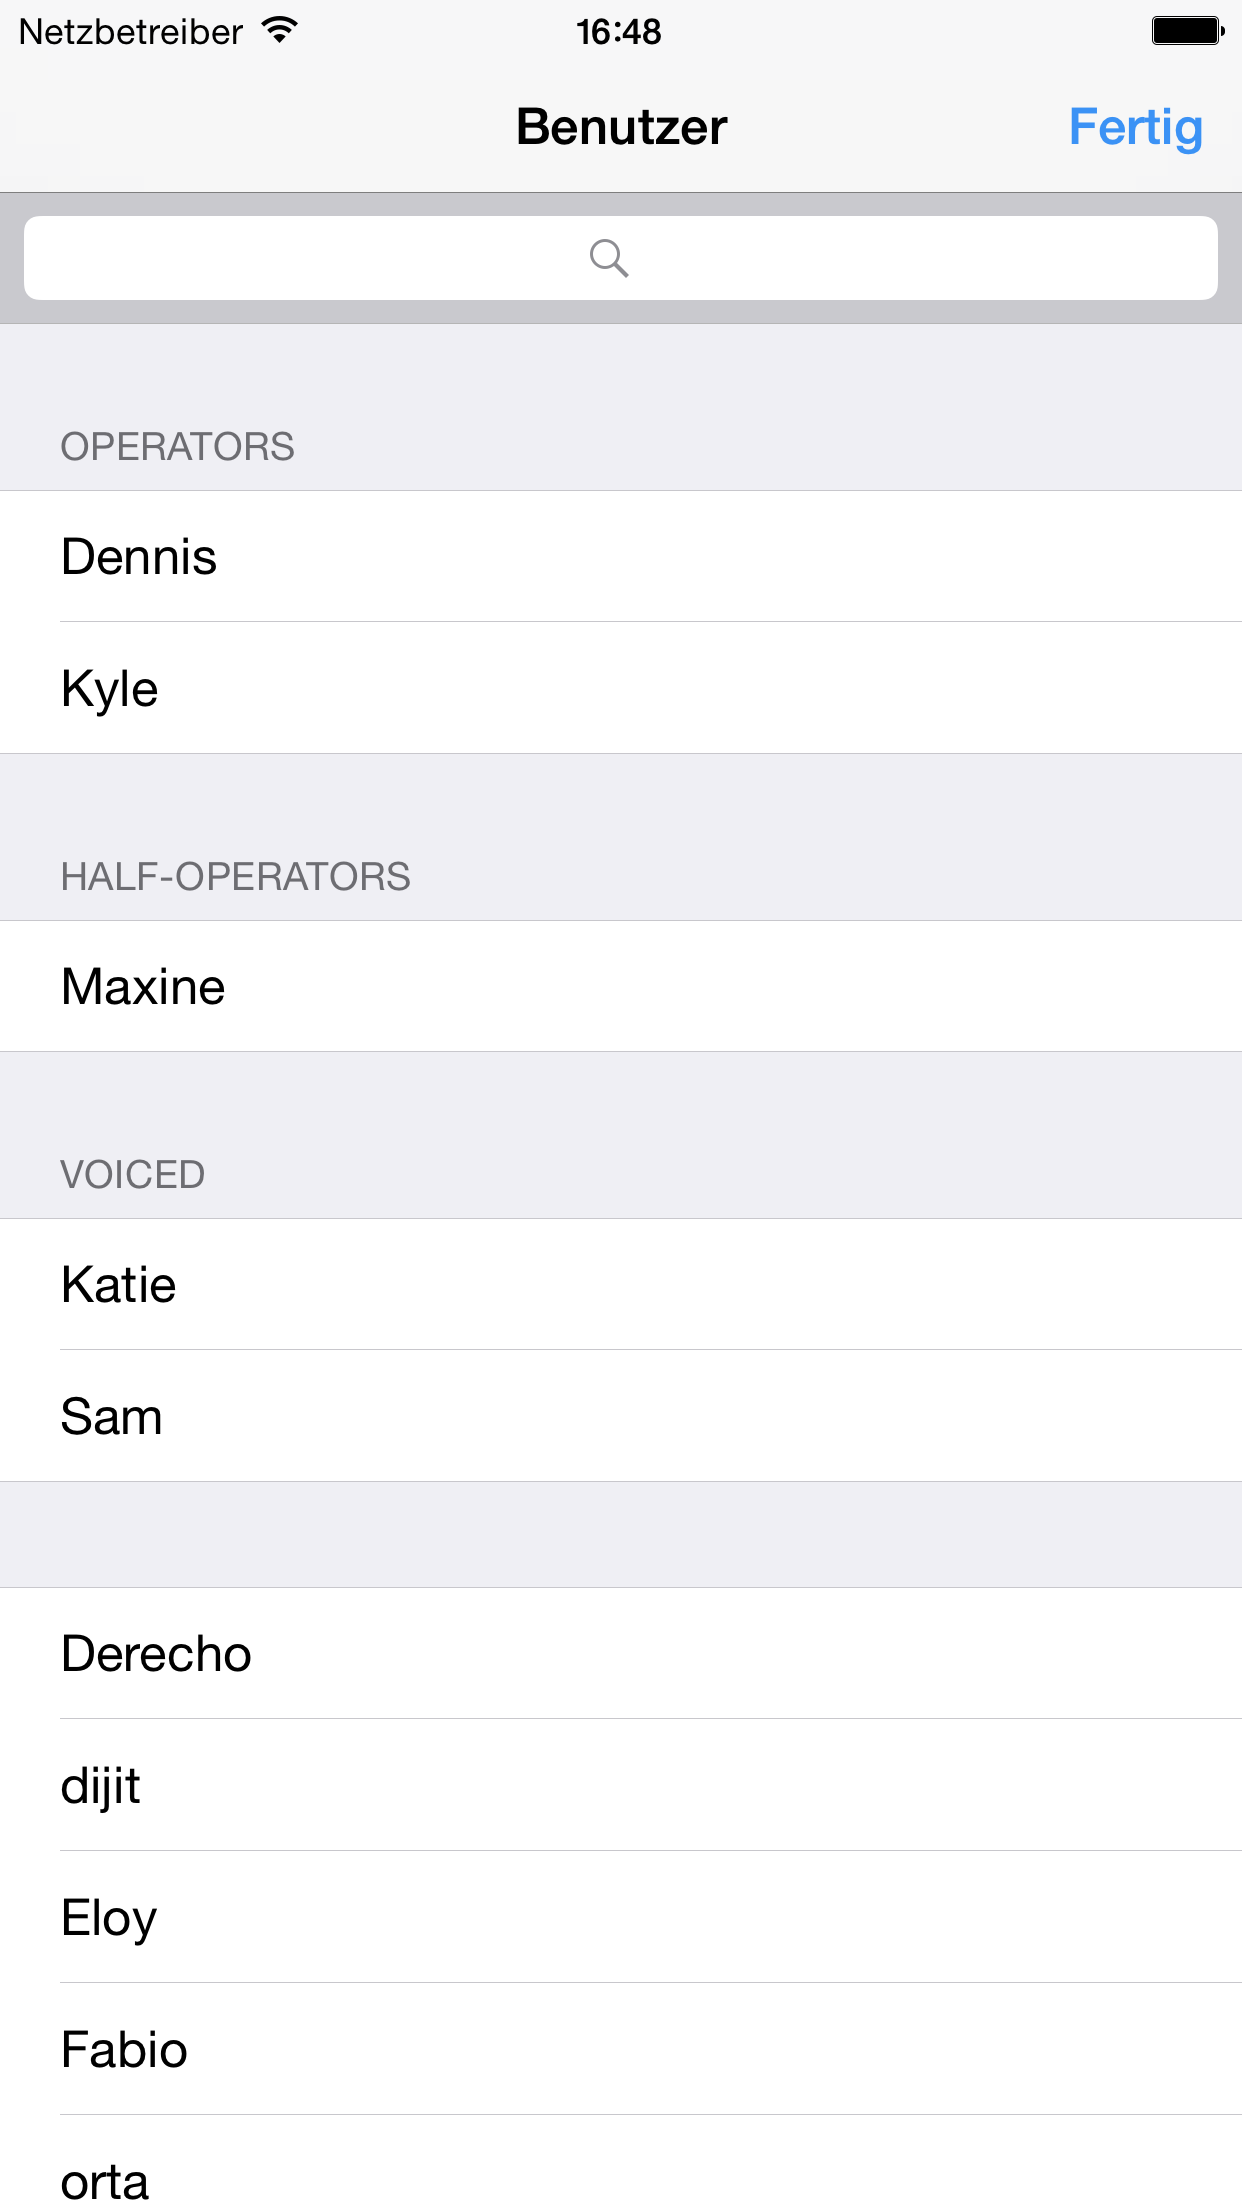 Netzbetreiber 16:48
Benutzer Fertig
OPERATORS
Dennis
Kyle
HALF-OPERATORS
Maxine
VOICED
Katie
Sam
Derecho
dijit
Eloy
Fabio
orta